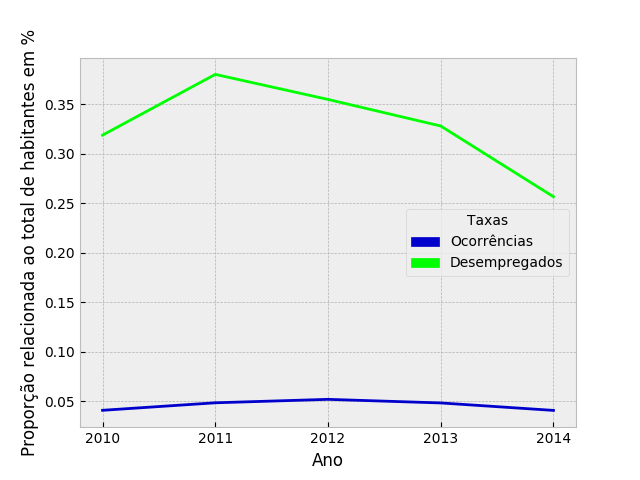 Proporção relacionada ao total de habitantes em %
0.35
0.30
0.25
0.20
0.15
0.10
0.05
Taxas
Ocorrências
Desempregados
2010 2011 2012 2013 2014
Ano